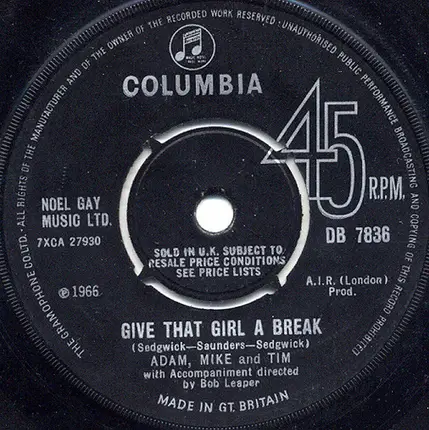 THE GRAMOPHONE CO. LTD. · ALL RIGHTS OF THE MANUFACTURER AND OF THE OWNER OF THE RECORDED WORK RESERVED · UNAUTHORISED PUBLIC PERFORMANCE BROADCASTING AND COPYING OF THIS RECORD PROHIBITED
COLUMBIA
45 R.P.M.
NOEL GAY
MUSIC LTD.
7XCA 27930
DB 7836
SOLD IN U.K. SUBJECT TO
RESALE PRICE CONDITIONS
SEE PRICE LISTS
℗ 1966
A.I.R. (London)
Prod.
GIVE THAT GIRL A BREAK
(Sedgwick—Saunders—Sedgwick)
ADAM, MIKE and TIM
with Accompaniment directed
by Bob Leaper
MADE IN GT. BRITAIN